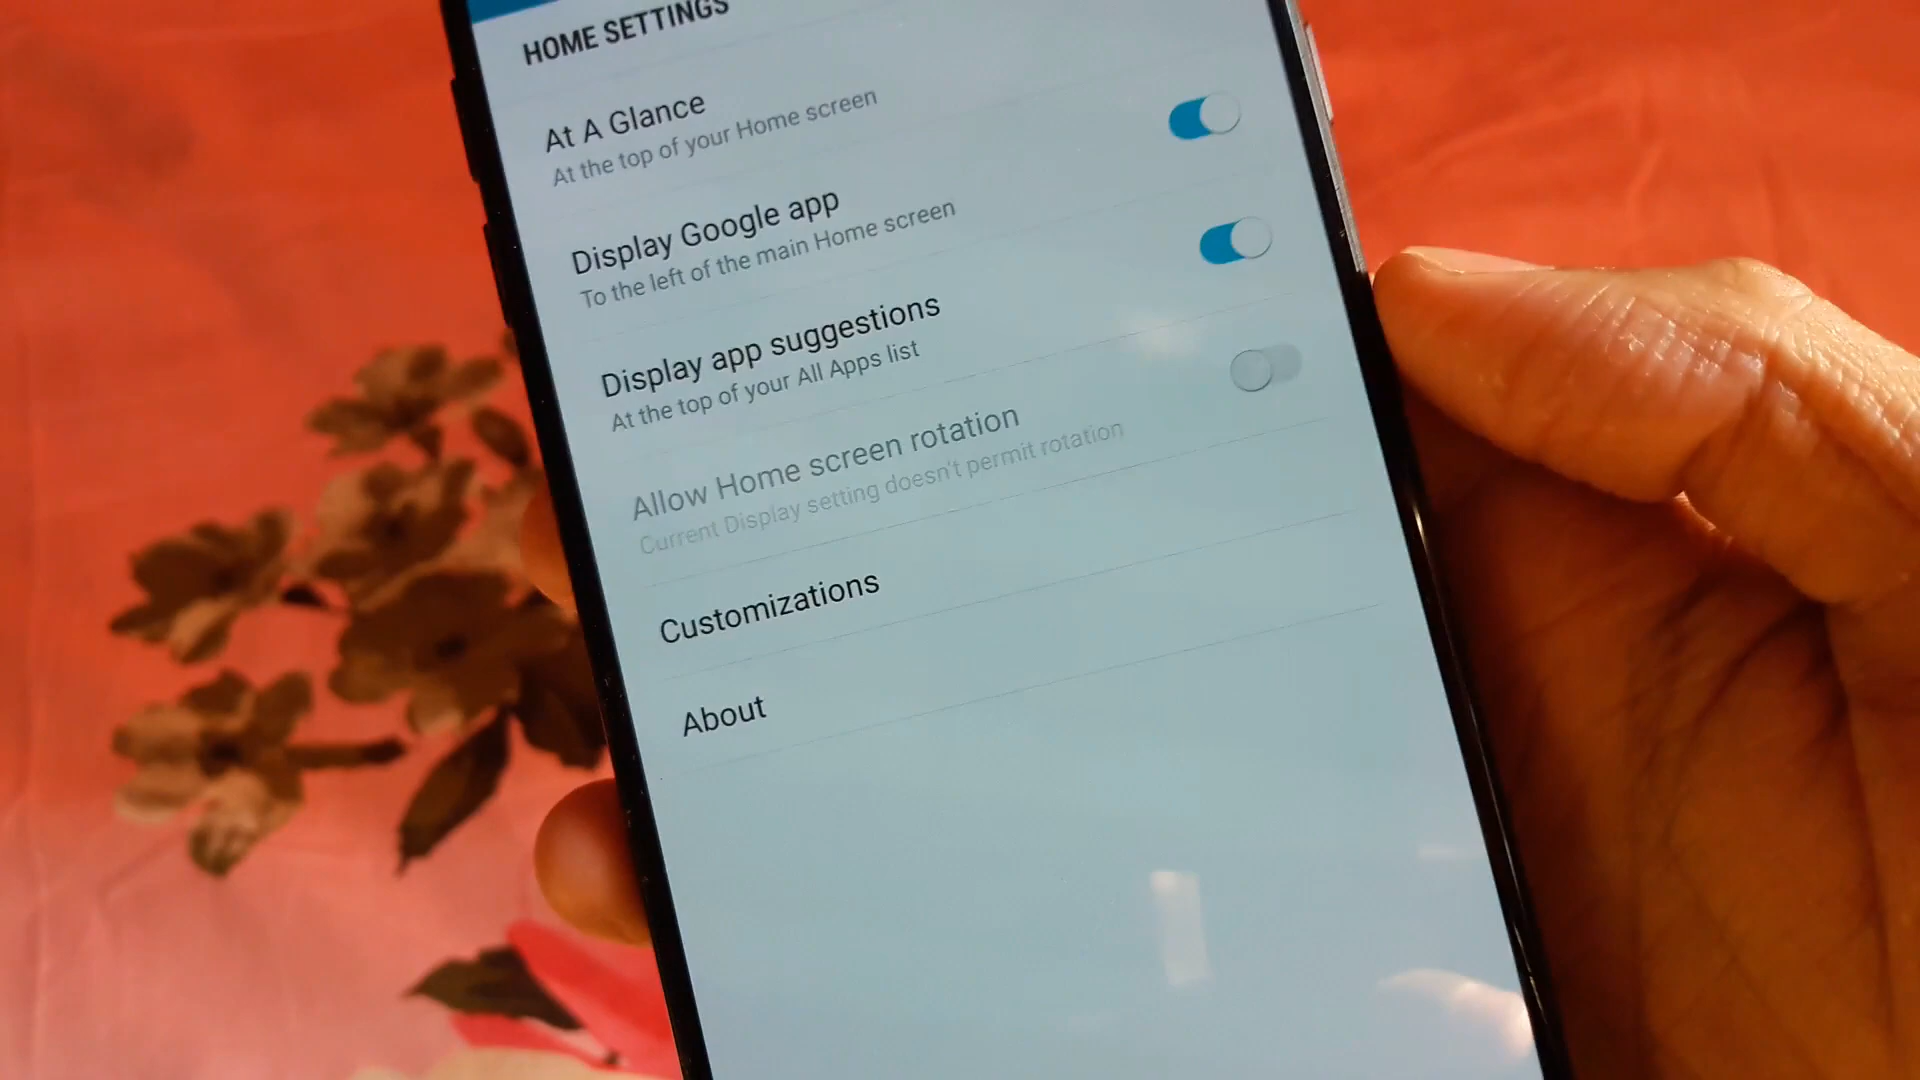 HOME SETTINGS
At A Glance
At the top of your Home screen
Display Google app
To the left of the main Home screen
Display app suggestions
At the top of your All Apps list
Allow Home screen rotation
Current Display setting doesn't permit rotation
Customizations
About